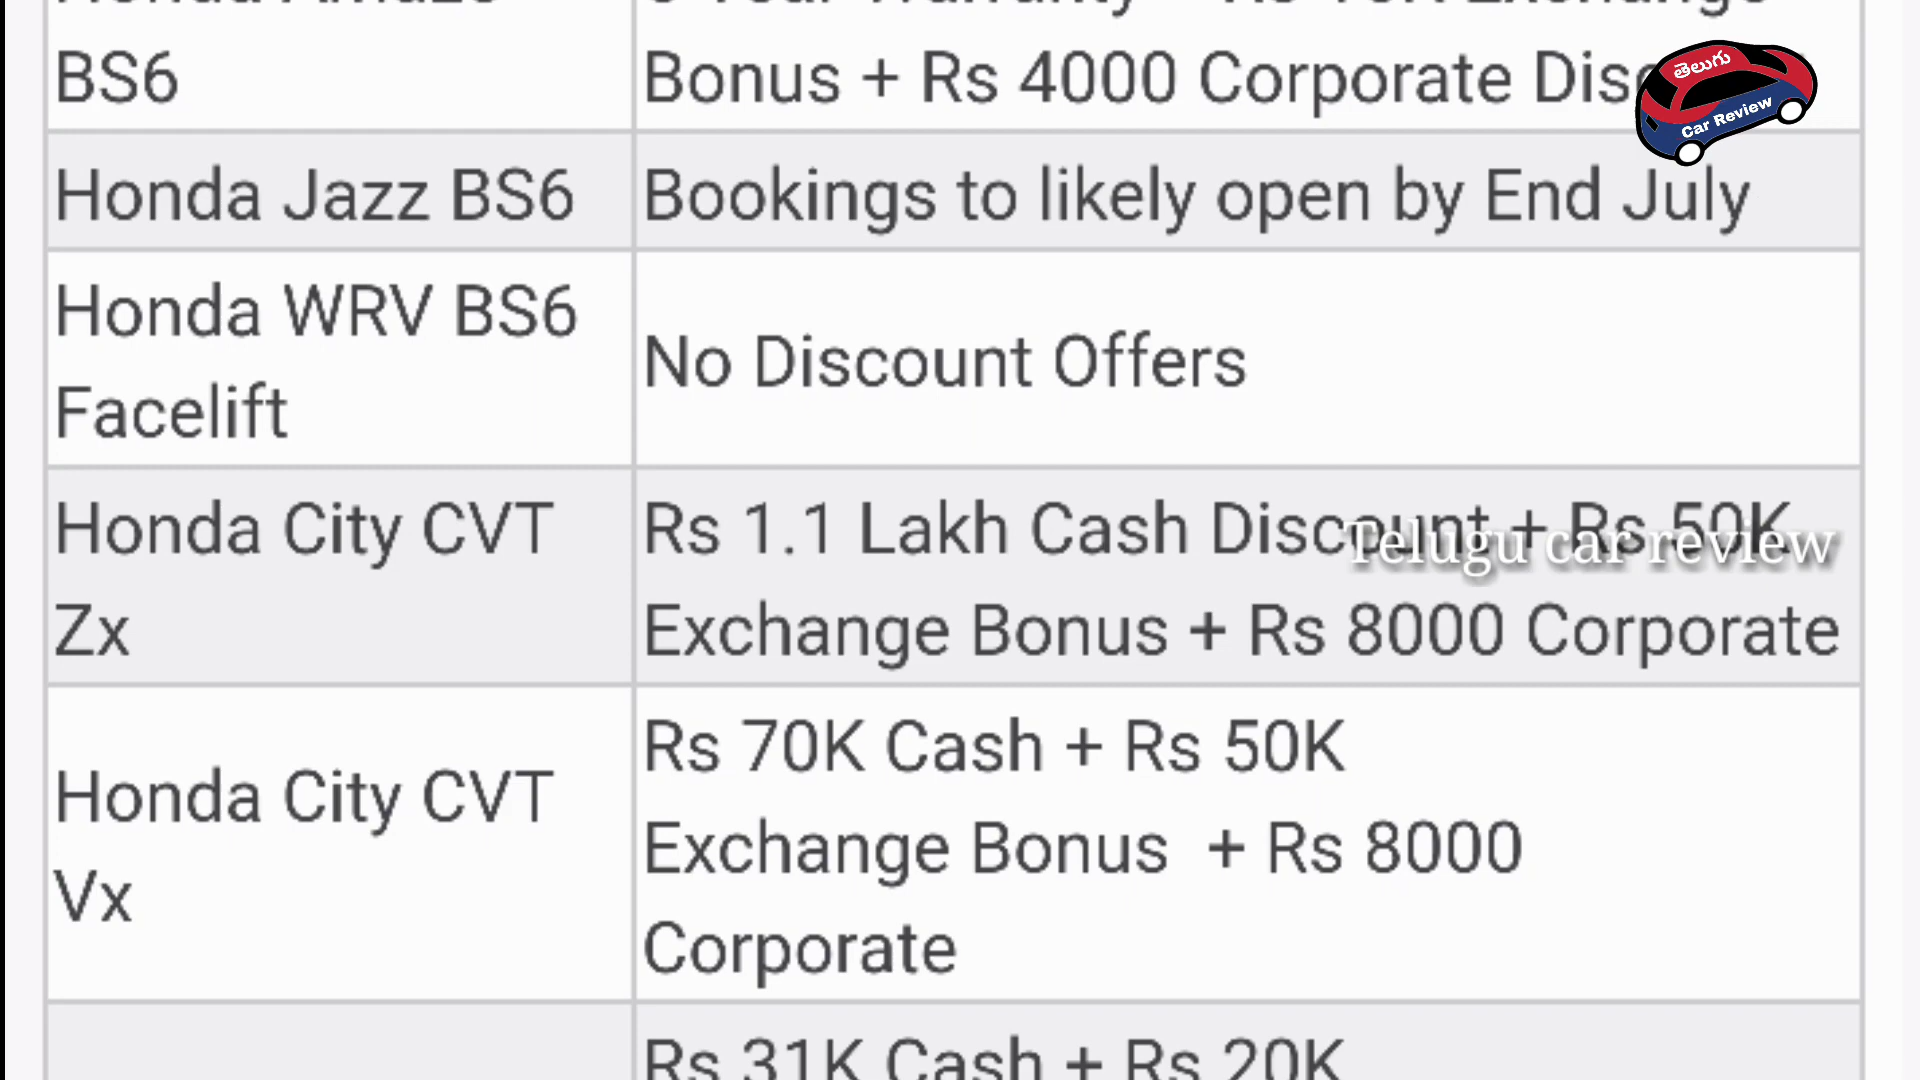 BS6
Bonus + Rs 4000 Corporate
తెలుగు
Car Review
Honda Jazz BS6
Bookings to likely open by End July
Honda WRV BS6
Facelift
No Discount Offers
Honda City CVT
Zx
Rs 1.1 Lakh Cash Discount + Rs 50K
Exchange Bonus + Rs 8000 Corporate
Telugu car review
Honda City CVT
Vx
Rs 70K Cash + Rs 50K
Exchange Bonus + Rs 8000
Corporate
Rs 31K Cash + Rs 20K